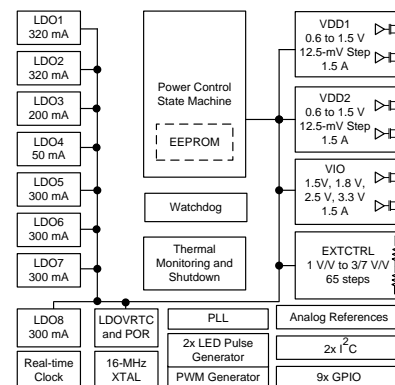 LDO1
320 mA
LDO2
320 mA
LDO3
200 mA
LDO4
50 mA
LDO5
300 mA
LDO6
300 mA
LDO7
300 mA
LDO8
300 mA
Real-time
Clock
LDOVRTC
and POR
16-MHz
XTAL
Power Control
State Machine
EEPROM
Watchdog
Thermal
Monitoring and
Shutdown
PLL
2x LED Pulse
Generator
PWM Generator
VDD1
0.6 to 1.5 V
12.5-mV Step
1.5 A
VDD2
0.6 to 1.5 V
12.5-mV Step
1.5 A
VIO
1.5V, 1.8 V,
2.5 V, 3.3 V
1.5 A
EXTCTRL
1 V/V to 3/7 V/V
65 steps
Analog References
2x I2C
9x GPIO